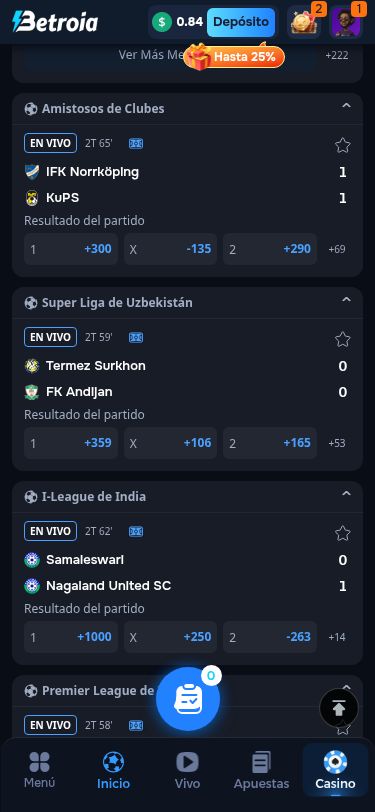 Betroia
$ 0.84 Depósito
2
1
Ver Más Me
+222
Hasta 25%
Amistosos de Clubes
EN VIVO 2T 65'
IFK Norrköping 1
KuPS 1
Resultado del partido
1 +300 X -135 2 +290 +69
Super Liga de Uzbekistán
EN VIVO 2T 59'
Termez Surkhon 0
FK Andijan 0
Resultado del partido
1 +359 X +106 2 +165 +53
I-League de India
EN VIVO 2T 62'
Samaleswari 0
Nagaland United SC 1
Resultado del partido
1 +1000 X +250 2 -263 +14
0
Premier League de
EN VIVO 2T 58'
Menú Inicio Vivo Apuestas Casino